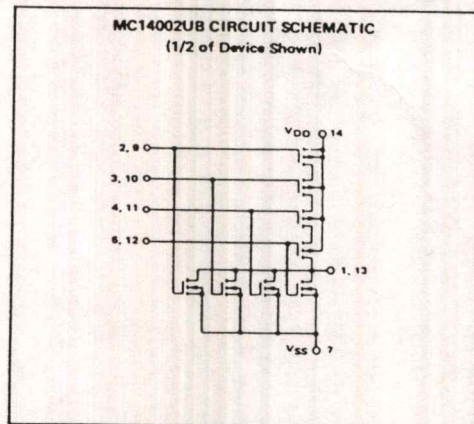 MC14002UB CIRCUIT SCHEMATIC
(1/2 of Device Shown)
VDD 14
2, 9
3, 10
4, 11
5, 12
1, 13
VSS 7